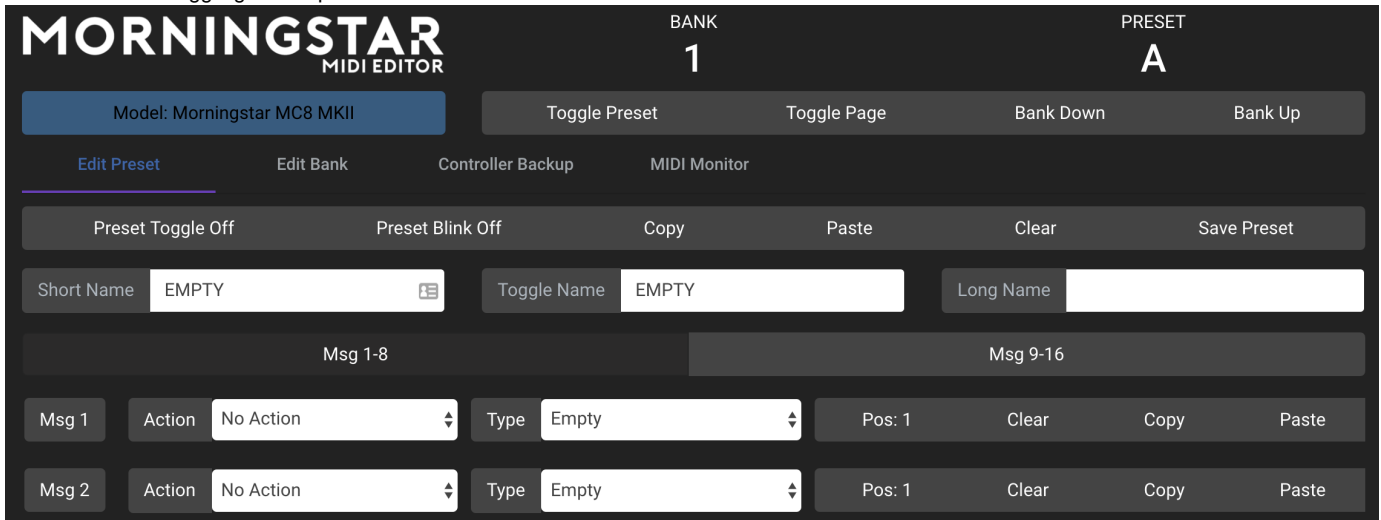 MORNINGSTAR
MIDI EDITOR
BANK
1
PRESET
A
Model: Morningstar MC8 MKII
Toggle Preset Toggle Page Bank Down Bank Up
Edit Preset Edit Bank Controller Backup MIDI Monitor
Preset Toggle Off Preset Blink Off Copy Paste Clear Save Preset
Short Name EMPTY Toggle Name EMPTY Long Name
Msg 1-8 Msg 9-16
Msg 1 Action No Action Type Empty Pos: 1 Clear Copy Paste
Msg 2 Action No Action Type Empty Pos: 1 Clear Copy Paste